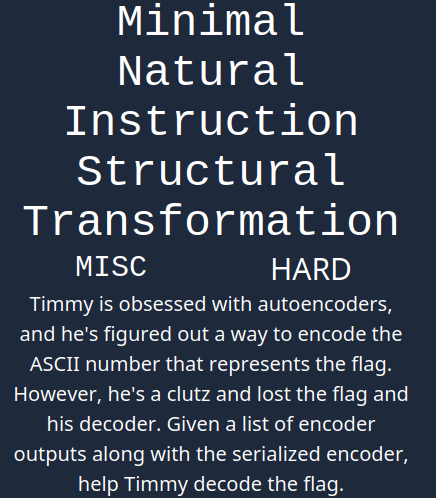 Minimal
Natural
Instruction
Structural
Transformation
MISC HARD
Timmy is obsessed with autoencoders,
and he's figured out a way to encode the
ASCII number that represents the flag.
However, he's a clutz and lost the flag and
his decoder. Given a list of encoder
outputs along with the serialized encoder,
help Timmy decode the flag.